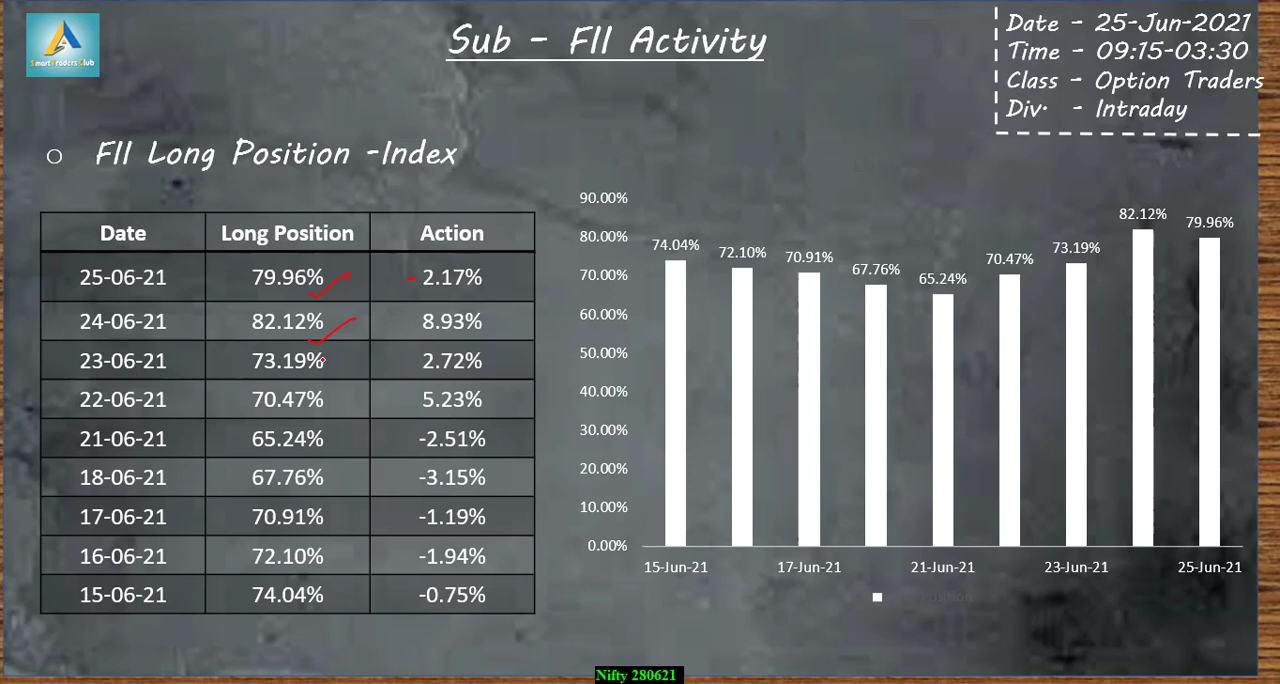 Smart Traders Club
Sub - FII Activity
Date - 25-Jun-2021
Time - 09:15-03:30
Class - Option Traders
Div. - Intraday
FII Long Position -Index
Date Long Position Action
25-06-21 79.96% - 2.17%
24-06-21 82.12% 8.93%
23-06-21 73.19% 2.72%
22-06-21 70.47% 5.23%
21-06-21 65.24% -2.51%
18-06-21 67.76% -3.15%
17-06-21 70.91% -1.19%
16-06-21 72.10% -1.94%
15-06-21 74.04% -0.75%
90.00%
80.00%
70.00%
60.00%
50.00%
40.00%
30.00%
20.00%
10.00%
0.00%
74.04% 72.10% 70.91% 67.76% 65.24% 70.47% 73.19% 82.12% 79.96%
15-Jun-21 17-Jun-21 21-Jun-21 23-Jun-21 25-Jun-21
Nifty 280621